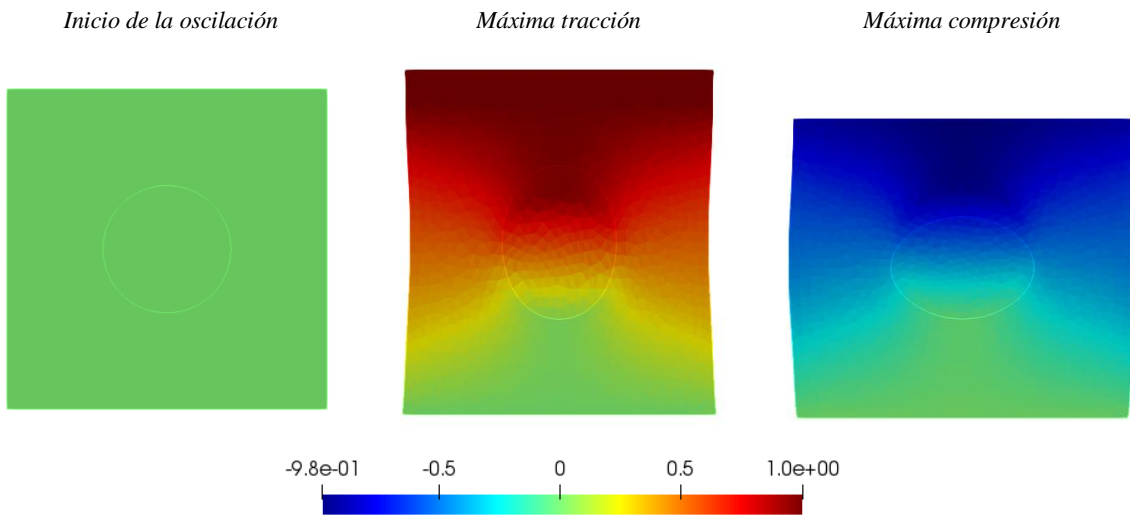 Inicio de la oscilación Máxima tracción Máxima compresión
-9.8e-01 -0.5 0 0.5 1.0e+00